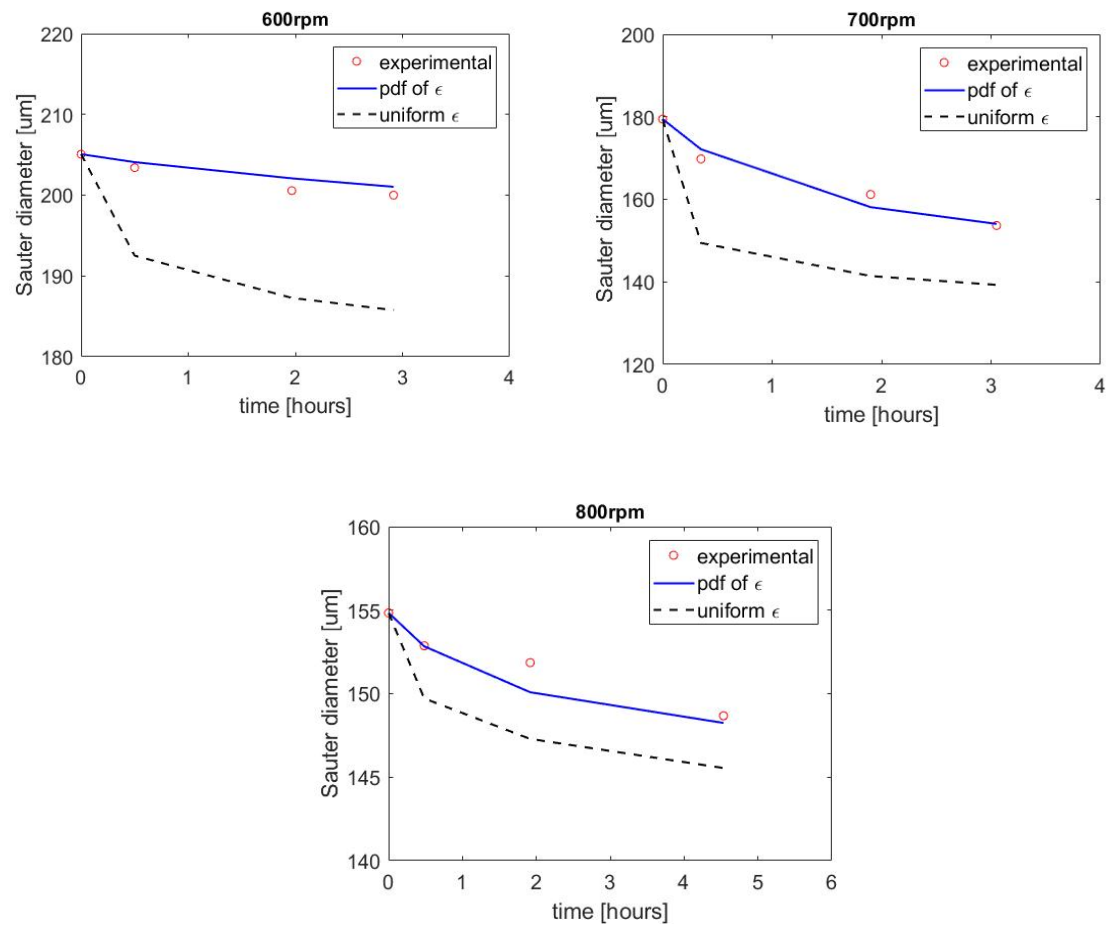 600rpm
220
210
200
190
180
Sauter diameter [um]
experimental
pdf of ϵ
uniform ϵ
0 1 2 3 4
time [hours]
700rpm
200
180
160
140
120
Sauter diameter [um]
experimental
pdf of ϵ
uniform ϵ
0 1 2 3 4
time [hours]
800rpm
160
155
150
145
140
Sauter diameter [um]
experimental
pdf of ϵ
uniform ϵ
0 1 2 3 4 5 6
time [hours]